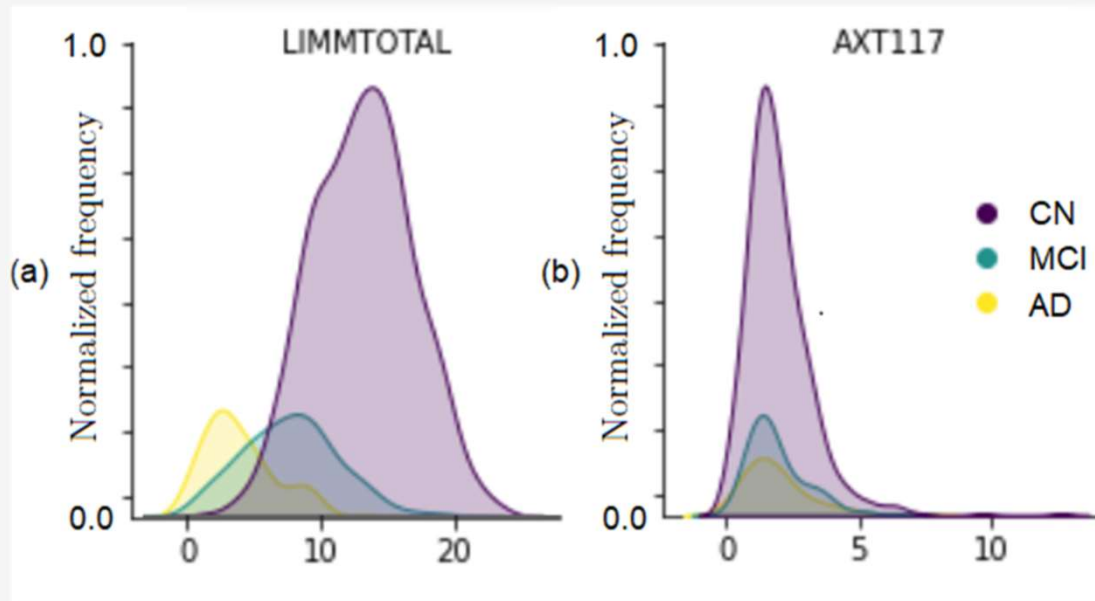 LIMMTOTAL
1.0
Normalized frequency
(a)
0.0
0 10 20
AXT117
1.0
Normalized frequency
(b)
0.0
0 5 10
CN
MCI
AD